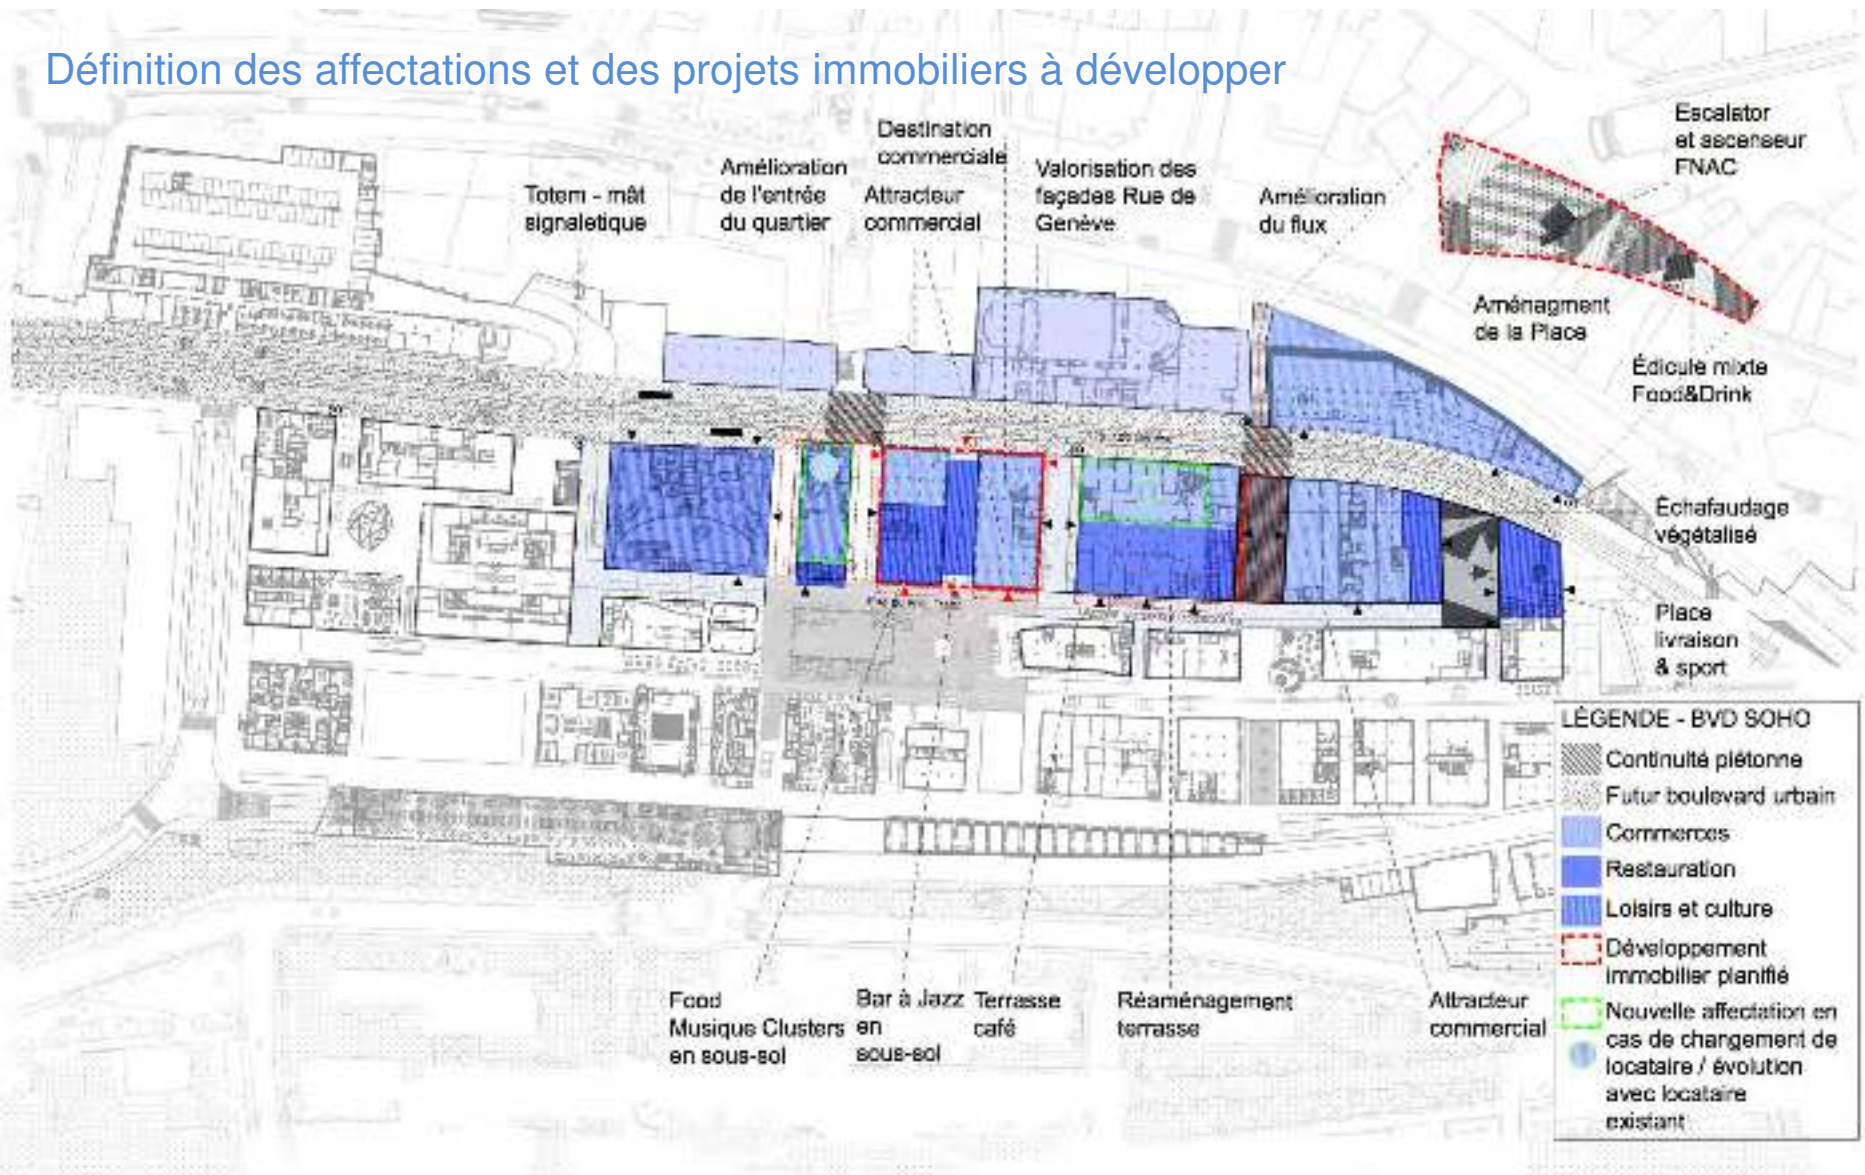 Définition des affectations et des projets immobiliers à développer
Totem - mât
signaletique
Amélioration
de l'entrée
du quartier
Destination
commerciale
Attracteur
commercial
Valorisation des
façades Rue de
Genève
Amélioration
du flux
Escalator
et ascenseur
FNAC
Aménagment
de la Place
Édicule mixte
Food&Drink
Échafaudage
végétalisé
Place
livraison
& sport
Food
Musique Clusters
en sous-sol
Bar à Jazz
en
sous-sol
Terrasse
café
Réaménagement
terrasse
Attracteur
commercial
LÉGENDE - BVD SOHO
Continuité piétonne
Futur boulevard urbain
Commerces
Restauration
Loisirs et culture
Développement
immobilier planifié
Nouvelle affectation en
cas de changement de
locataire / évolution
avec locataire
existant